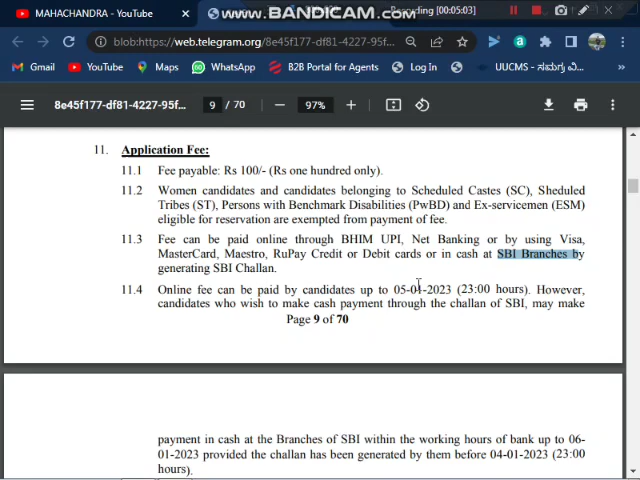 MAHACHANDRA - YouTube
www.BANDICAM.com
Recording [00:05:03]
blob:https://web.telegram.org/8e45f177-df81-4227-95f...
Gmail YouTube Maps WhatsApp B2B Portal for Agents Log In UUCMS - ಸಮಗ್ರ ವಿ...
8e45f177-df81-4227-95f... 9 / 70 97%
11. Application Fee:
11.1 Fee payable: Rs 100/- (Rs one hundred only).
11.2 Women candidates and candidates belonging to Scheduled Castes (SC), Sheduled
Tribes (ST), Persons with Benchmark Disabilities (PwBD) and Ex-servicemen (ESM)
eligible for reservation are exempted from payment of fee.
11.3 Fee can be paid online through BHIM UPI, Net Banking or by using Visa,
MasterCard, Maestro, RuPay Credit or Debit cards or in cash at SBI Branches by
generating SBI Challan.
11.4 Online fee can be paid by candidates up to 05-01-2023 (23:00 hours). However,
candidates who wish to make cash payment through the challan of SBI, may make
Page 9 of 70
payment in cash at the Branches of SBI within the working hours of bank up to 06-
01-2023 provided the challan has been generated by them before 04-01-2023 (23:00
hours).